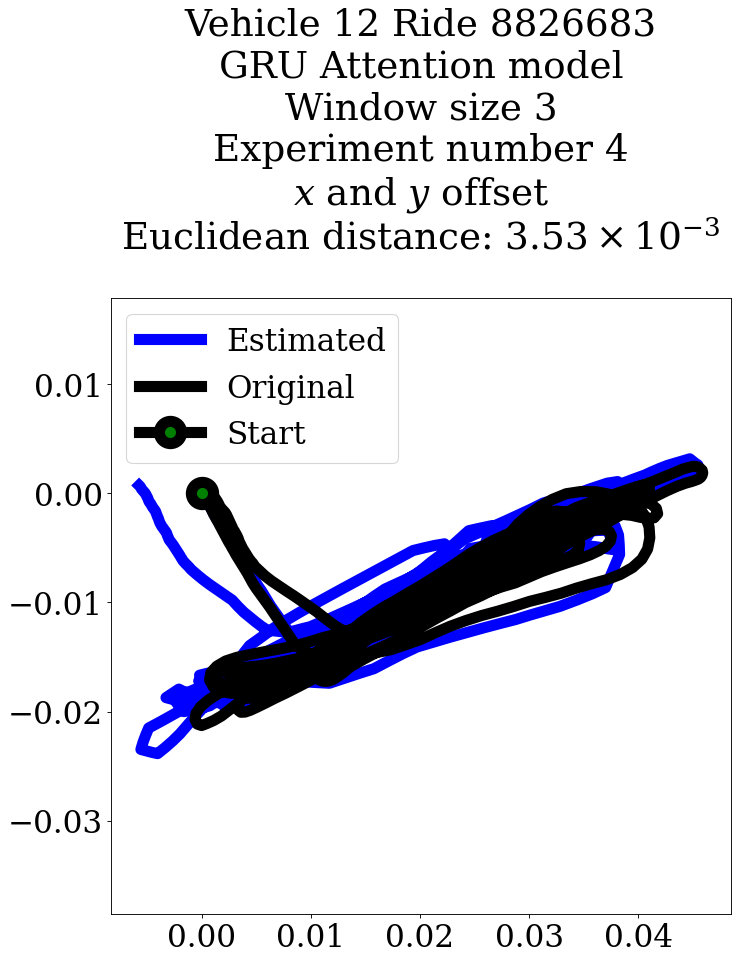 Vehicle 12 Ride 8826683
GRU Attention model
Window size 3
Experiment number 4
x and y offset
Euclidean distance: 3.53 × 10⁻³
Estimated
Original
Start
0.01
0.00
−0.01
−0.02
−0.03
0.00 0.01 0.02 0.03 0.04